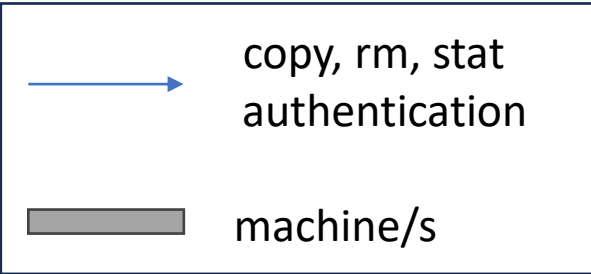 copy, rm, stat
authentication
machine/s